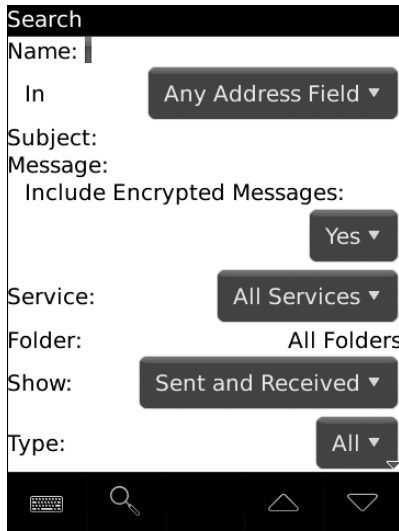 Search
Name:
In Any Address Field
Subject:
Message:
Include Encrypted Messages:
Yes
Service: All Services
Folder: All Folders
Show: Sent and Received
Type: All